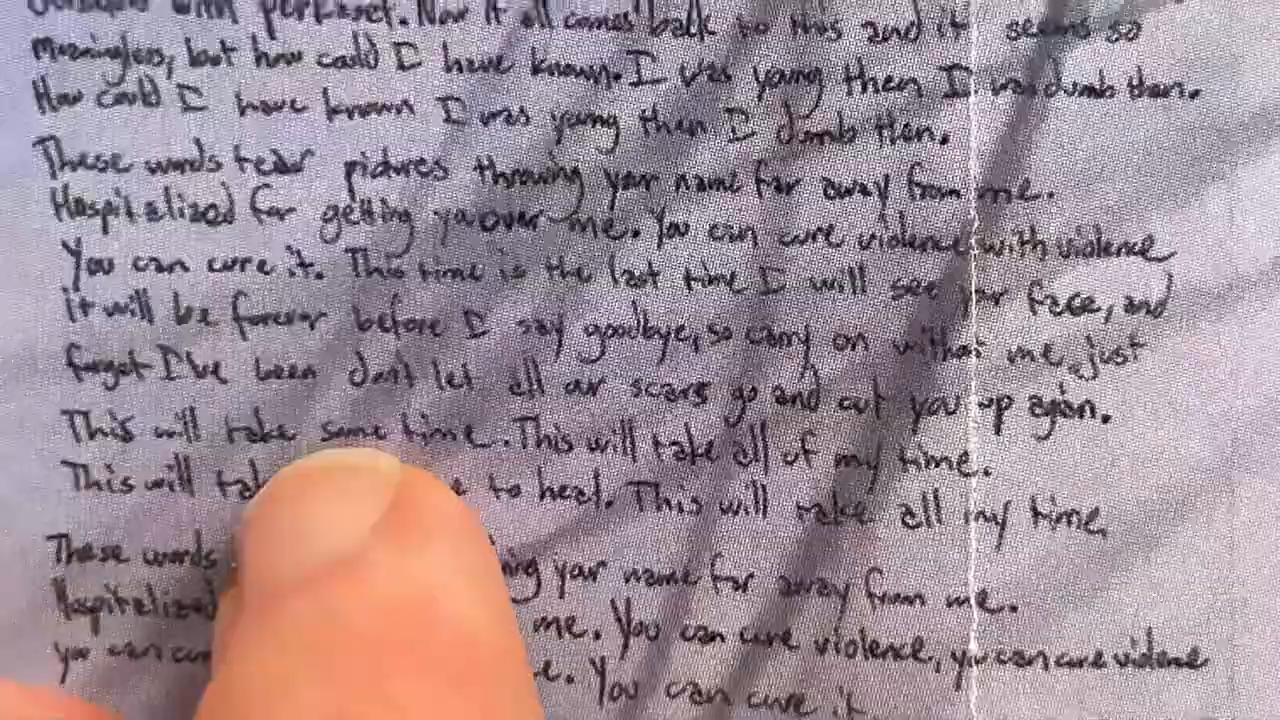 with Now it all comes back to this and it seems so
Meaningless, but how could I have known. I was young then I was dumb then.
How could I have known I was young then I dumb then.
These words tear pictures throwing your name far away from me.
Hospitalized for getting you over me. You can cure violence with violence
You can cure it. This time is the last time I will see your face, and
it will be forever before I say goodbye, so carry on without me, just
forget I've been don't let all our scars go and cut you up again.
This will take some time. This will take all of my time.
This will to heal. This will take all my time.
These words your name far away from me.
Hospitalized me. You can cure violence, you can cure violence
you can You can cure it